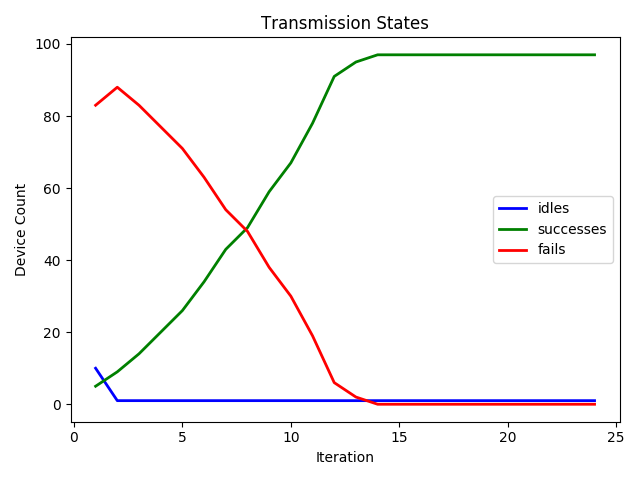 Transmission States
Device Count
100
80
60
40
20
0
idles
successes
fails
0 5 10 15 20 25
Iteration